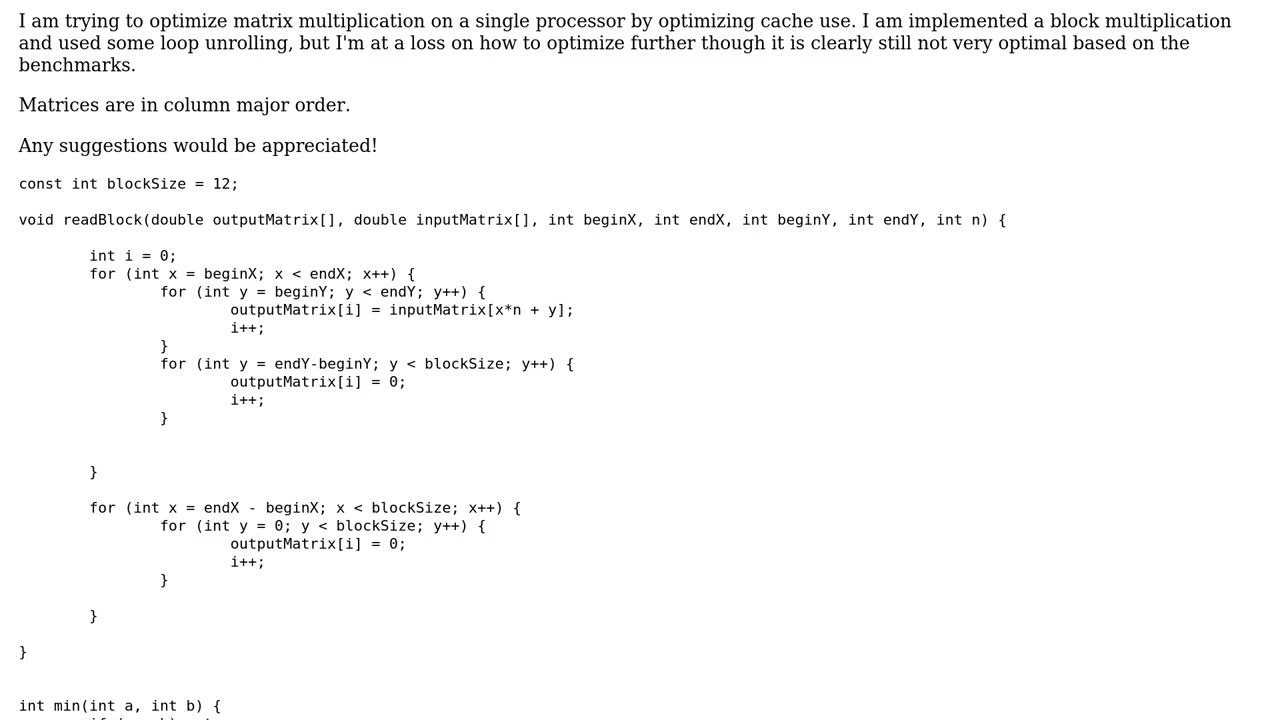 I am trying to optimize matrix multiplication on a single processor by optimizing cache use. I am implemented a block multiplication
and used some loop unrolling, but I'm at a loss on how to optimize further though it is clearly still not very optimal based on the
benchmarks.
Matrices are in column major order.
Any suggestions would be appreciated!
const int blockSize = 12;
void readBlock(double outputMatrix[], double inputMatrix[], int beginX, int endX, int beginY, int endY, int n) {
int i = 0;
for (int x = beginX; x < endX; x++) {
for (int y = beginY; y < endY; y++) {
outputMatrix[i] = inputMatrix[x*n + y];
i++;
}
for (int y = endY-beginY; y < blockSize; y++) {
outputMatrix[i] = 0;
i++;
}
}
for (int x = endX - beginX; x < blockSize; x++) {
for (int y = 0; y < blockSize; y++) {
outputMatrix[i] = 0;
i++;
}
}
}
int min(int a, int b) {